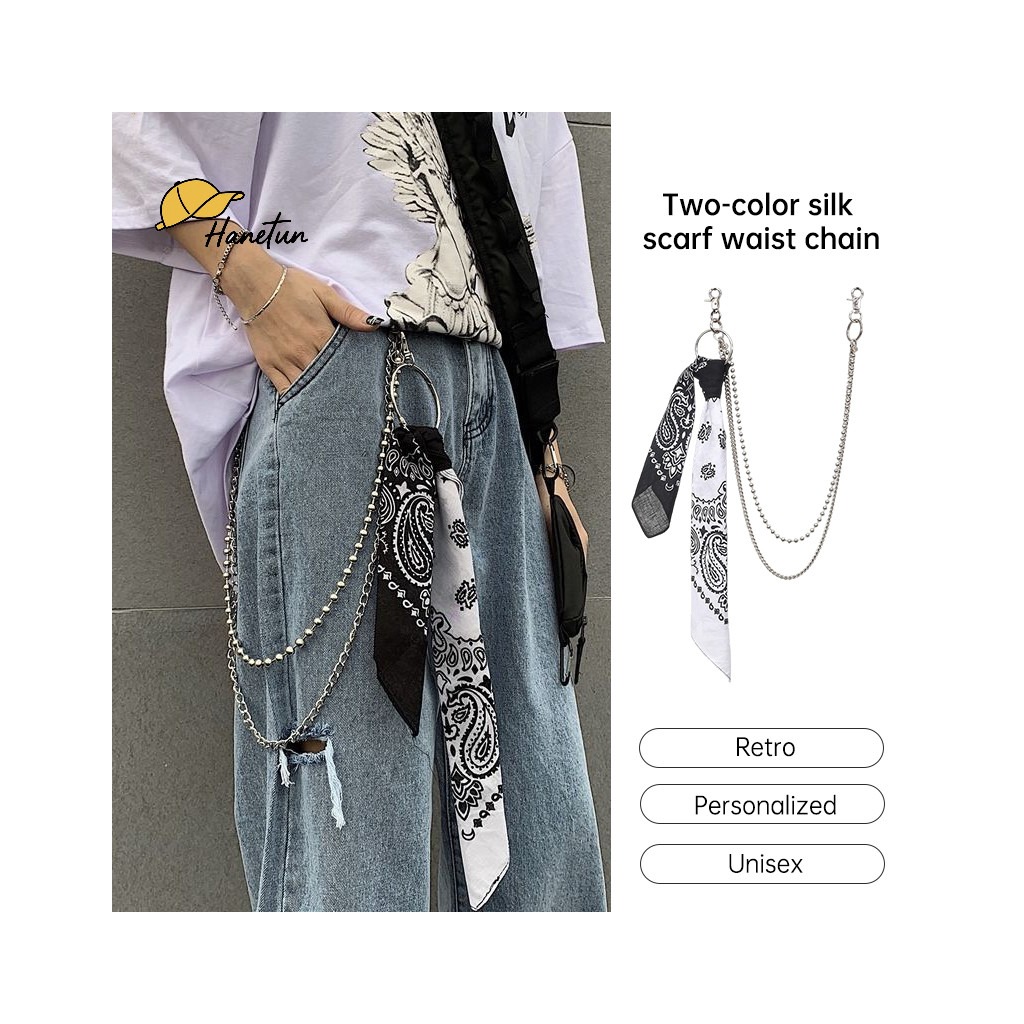 Hanetun
Two-color silk
scarf waist chain
Retro
Personalized
Unisex